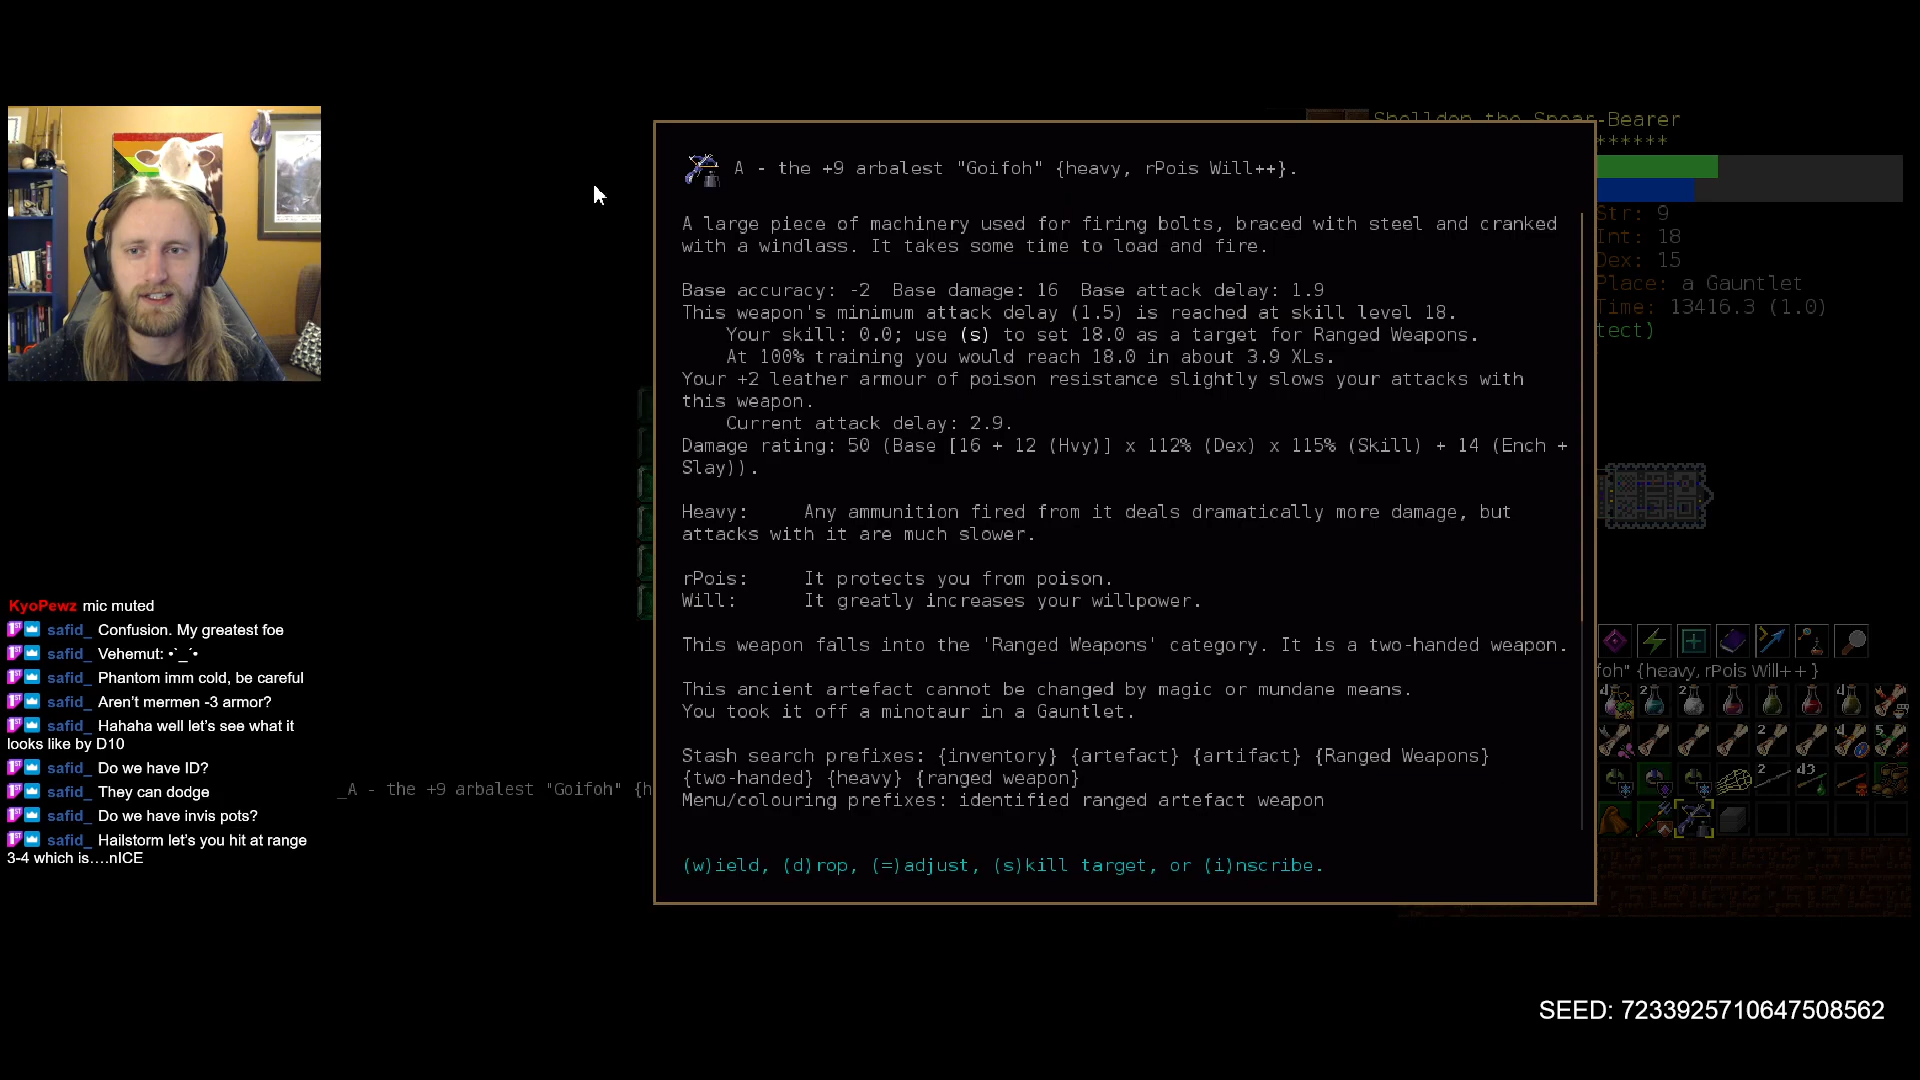 Shelldon the Spear-Bearer
******
A - the +9 arbalest "Goifoh" {heavy, rPois Will++}.
A large piece of machinery used for firing bolts, braced with steel and cranked
with a windlass. It takes some time to load and fire.
Base accuracy: -2  Base damage: 16  Base attack delay: 1.9
This weapon's minimum attack delay (1.5) is reached at skill level 18.
Your skill: 0.0; use (s) to set 18.0 as a target for Ranged Weapons.
At 100% training you would reach 18.0 in about 3.9 XLs.
Your +2 leather armour of poison resistance slightly slows your attacks with
this weapon.
Current attack delay: 2.9.
Damage rating: 50 (Base [16 + 12 (Hvy)] x 112% (Dex) x 115% (Skill) + 14 (Ench +
Slay)).
Heavy:     Any ammunition fired from it deals dramatically more damage, but
attacks with it are much slower.
rPois:     It protects you from poison.
Will:      It greatly increases your willpower.
This weapon falls into the 'Ranged Weapons' category. It is a two-handed weapon.
This ancient artefact cannot be changed by magic or mundane means.
You took it off a minotaur in a Gauntlet.
Stash search prefixes: {inventory} {artefact} {artifact} {Ranged Weapons}
{two-handed} {heavy} {ranged weapon}
Menu/colouring prefixes: identified ranged artefact weapon
(w)ield, (d)rop, (=)adjust, (s)kill target, or (i)nscribe.
Str: 9
Int: 18
Dex: 15
Place: a Gauntlet
Time: 13416.3 (1.0)
tect)
foh" {heavy, rPois Will++}
_A - the +9 arbalest "Goifoh" {h
KyoPewz mic muted
safid_ Confusion. My greatest foe
safid_ Vehemut: •`_´•
safid_ Phantom imm cold, be careful
safid_ Aren't mermen -3 armor?
safid_ Hahaha well let's see what it
looks like by D10
safid_ Do we have ID?
safid_ They can dodge
safid_ Do we have invis pots?
safid_ Hailstorm let's you hit at range
3-4 which is….nICE
SEED: 7233925710647508562